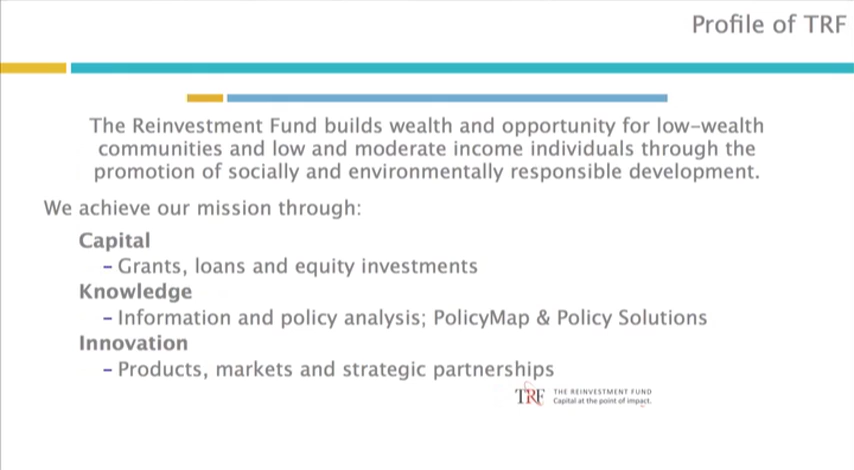 Profile of TRF
The Reinvestment Fund builds wealth and opportunity for low-wealth
communities and low and moderate income individuals through the
promotion of socially and environmentally responsible development.
We achieve our mission through:
Capital
– Grants, loans and equity investments
Knowledge
– Information and policy analysis; PolicyMap & Policy Solutions
Innovation
– Products, markets and strategic partnerships
TRF THE REINVESTMENT FUND
Capital at the point of impact.